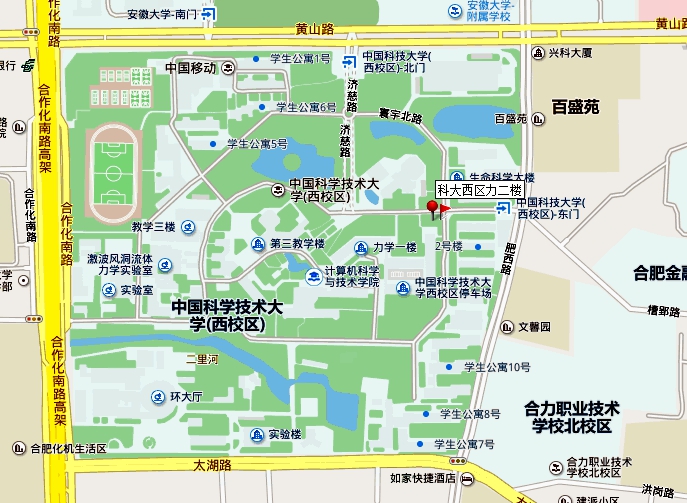 安徽大学-南门
安徽大学-
附属学校
黄山路
黄山路
合作化南路
学生公寓1号
中国科学技术大学(
西校区)-北门
兴科大厦
中国移动
银行
济慈路
学生公寓6号
寰宇北路
百盛苑
百盛苑
合作化南路高架
济慈路
学生公寓5号
生命科学大楼
中国科学技术大
学(西校区)
科大西区力二楼
中国科学技术大学(
西校区)-东门
合作化南路
合作化南路
教学三楼
第三教学楼
力学一楼
2号楼
肥西路
激波风洞流体
力学实验室
计算机科学
与技术学院
中国科学技术大
学西校区停车场
合肥金融
实验室
中国科学技术大
学(西校区)
槽郢路
文馨园
合作化南路高架
二里河
学生公寓10号
环大厅
学生公寓8号
合力职业技术
学校北校区
实验楼
学生公寓7号
合肥化机生活区
太湖路
如家快捷酒店
合力职业技术
学校北校区
洪岗路
建派小区